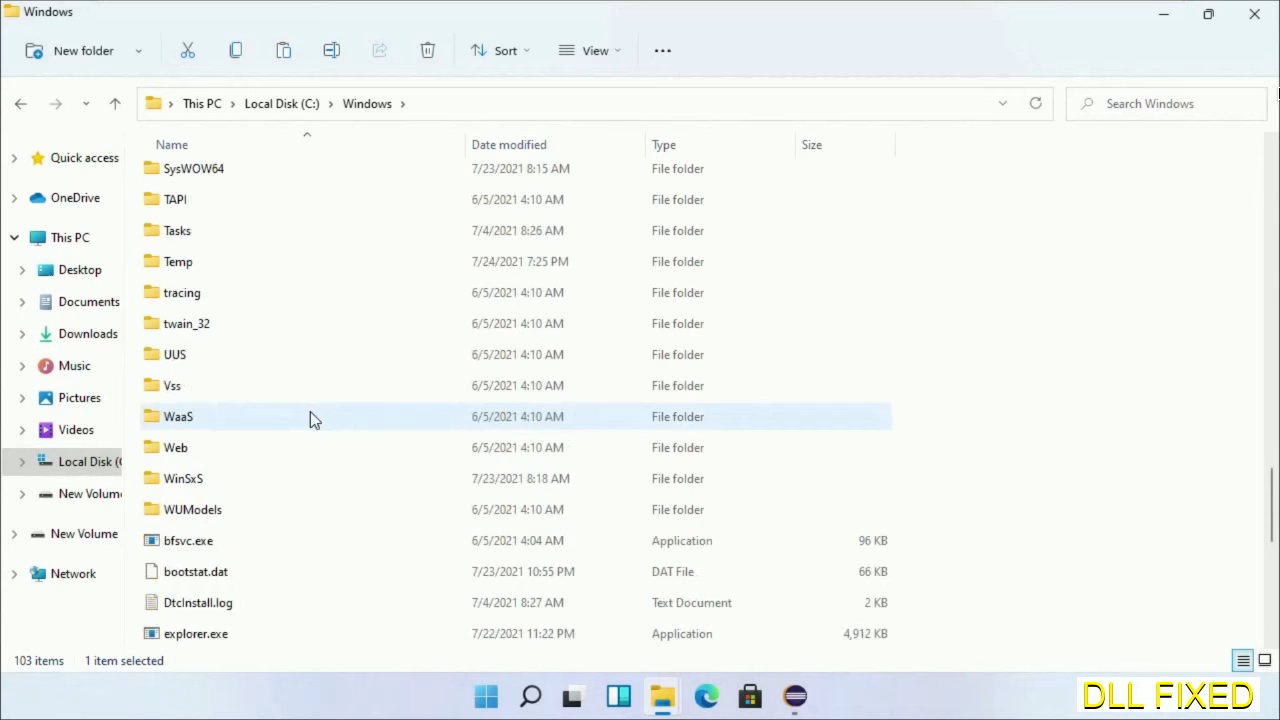 Windows
New folder Sort View
This PC Local Disk (C:) Windows Search Windows
Name Date modified Type Size
SysWOW64 7/23/2021 8:15 AM File folder
TAPI 6/5/2021 4:10 AM File folder
Tasks 7/4/2021 8:26 AM File folder
Temp 7/24/2021 7:25 PM File folder
tracing 6/5/2021 4:10 AM File folder
twain_32 6/5/2021 4:10 AM File folder
UUS 6/5/2021 4:10 AM File folder
Vss 6/5/2021 4:10 AM File folder
WaaS 6/5/2021 4:10 AM File folder
Web 6/5/2021 4:10 AM File folder
WinSxS 7/23/2021 8:18 AM File folder
WUModels 6/5/2021 4:10 AM File folder
bfsvc.exe 6/5/2021 4:04 AM Application 96 KB
bootstat.dat 7/23/2021 10:55 PM DAT File 66 KB
DtcInstall.log 7/4/2021 8:27 AM Text Document 2 KB
explorer.exe 7/22/2021 11:22 PM Application 4,912 KB
Quick access
OneDrive
This PC
Desktop
Documents
Downloads
Music
Pictures
Videos
Local Disk (
New Volum
New Volume
Network
103 items 1 item selected
DLL FIXED